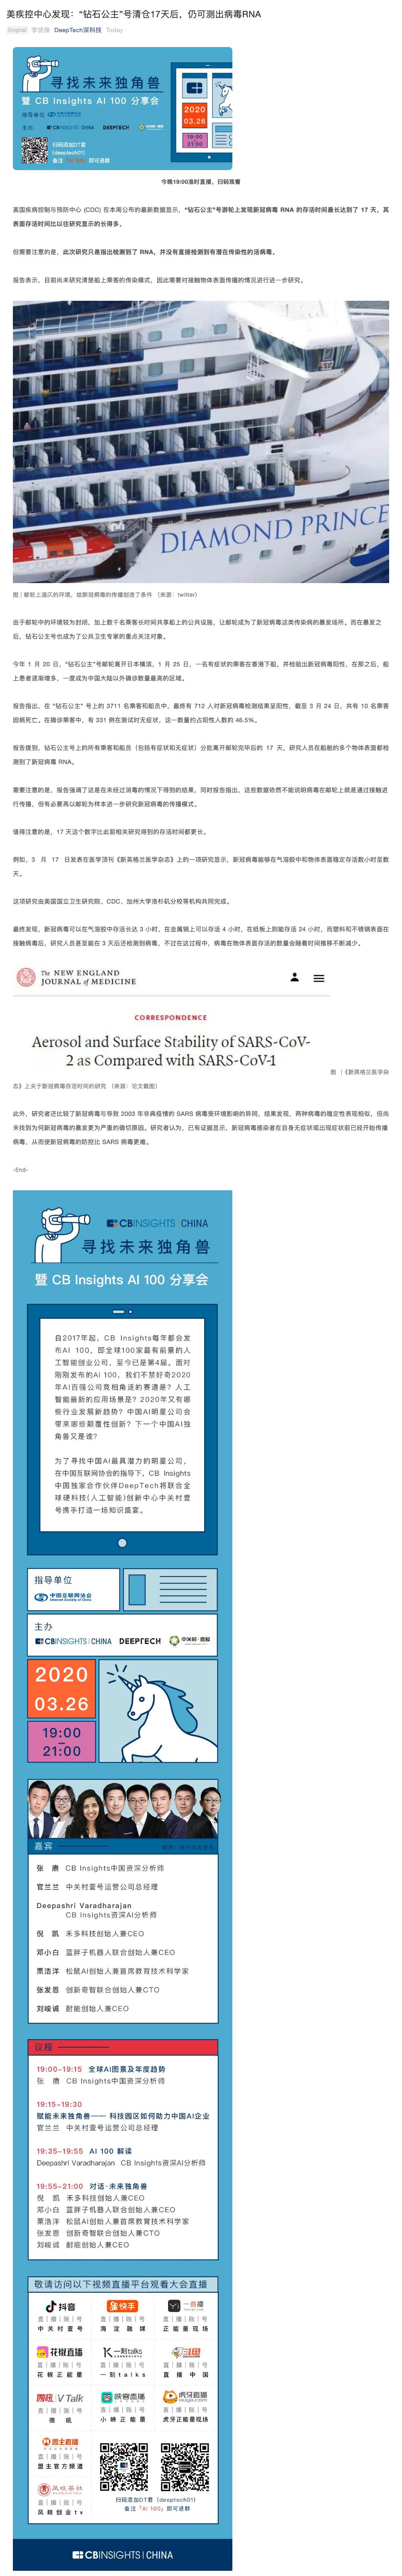 美疾控中心发现：“钻石公主”号清仓17天后，仍可测出病毒RNA
Original 李贤焕 DeepTech深科技 Today
寻找未来独角兽
暨 CB Insights AI 100 分享会
指导单位
主办 CBINSIGHTS CHINA DEEPTECH
扫码添加DT君
(deeptech01)
备注「AI 100」即可进群
2020
03.26
19:00
21:00
今晚19:00准时直播，扫码观看
美国疾病控制与预防中心 (CDC) 在本周公布的最新数据显示，“钻石公主”号游轮上发现新冠病毒 RNA 的存活时间最长达到了 17 天，其
表面存活时间比以往研究显示的长得多。
但需要注意的是，此次研究只是指出检测到了 RNA，并没有直接检测到有潜在传染性的活病毒。
报告表示，目前尚未研究清楚船上乘客的传染模式，因此需要对接触物体表面传播的情况进行进一步研究。
DIAMOND PRINCE
图 | 邮轮上逼仄的环境，给新冠病毒的传播创造了条件 （来源：twitter）
由于邮轮中的环境较为封闭，加上数千名乘客长时间共享船上的公共设施，让邮轮成为了新冠病毒这类传染病的暴发场所。而在暴发之
后，钻石公主号也成为了公共卫生专家的重点关注对象。
今年 1 月 20 日，“钻石公主”号邮轮离开日本横滨，1 月 25 日，一名有症状的乘客在香港下船，并检验出新冠病毒阳性，在那之后，船
上患者逐渐增多，一度成为中国大陆以外确诊数量最高的区域。
报告指出，在 “钻石公主” 号上的 3711 名乘客和船员中，最终有 712 人对新冠病毒检测结果呈阳性，截至 3 月 24 日，共有 10 名乘客
因病死亡。在确诊乘客中，有 331 例在测试时无症状，这一数量约占阳性人数的 46.5%。
报告提到，钻石公主号上的所有乘客和船员（包括有症状和无症状）分批离开邮轮完毕后的 17 天，研究人员在船舱的多个物体表面都检
测到了新冠病毒 RNA。
需要注意的是，报告强调了这是在未经过消毒的情况下得到的结果，同时报告指出，这些数据依然不能说明病毒在邮轮上就是通过接触进
行传播，但有必要再以邮轮为样本进一步研究新冠病毒的传播模式。
值得注意的是，17 天这个数字比此前相关研究得到的存活时间都更长。
例如，3 月 17 日发表在医学顶刊《新英格兰医学杂志》上的一项研究显示，新冠病毒能够在气溶胶中和物体表面稳定存活数小时至数
天。
这项研究由美国国立卫生研究院、CDC、加州大学洛杉矶分校等机构共同完成。
最终发现，新冠病毒可以在气溶胶中存活长达 3 小时，在金属铜上可以存活 4 小时，在纸板上则能存活 24 小时，而塑料和不锈钢表面在
接触病毒后，研究人员甚至能在 3 天后还检测到病毒，不过在这过程中，病毒在物体表面存活的数量会随着时间推移不断减少。
The NEW ENGLAND
JOURNAL of MEDICINE
CORRESPONDENCE
Aerosol and Surface Stability of SARS-CoV-
2 as Compared with SARS-CoV-1
图 |《新英格兰医学杂
志》上关于新冠病毒存活时间的研究 （来源：论文截图）
此外，研究者还比较了新冠病毒与导致 2003 年非典疫情的 SARS 病毒受环境影响的异同，结果发现，两种病毒的稳定性表现相似，但尚
未找到为何新冠病毒的暴发更为严重的确切原因。研究者认为，已有证据显示，新冠病毒感染者在自身无症状或出现症状前已经开始传播
病毒，从而使新病毒的防控比 SARS 病毒更难。
-End-
CBINSIGHTS CHINA
寻找未来独角兽
暨 CB Insights AI 100 分享会
自2017年起，CB Insights每年都会发
布AI 100，即全球100家最有前景的人
工智能创业公司，至今已是第4届。面对
刚刚发布的AI 100，我们不禁好奇2020
年AI百强公司竞相角逐的赛道是？人工
智能最新的应用场景是？2020年又有哪
些行业发展新趋势？中国AI明星公司会
带来哪些颠覆性创新？下一个中国AI独
角兽又是谁？
为了寻找中国AI最具潜力的明星公司，
在中国互联网协会的指导下，CB Insights
中国独家合作伙伴DeepTech将联合全
球硬科技(人工智能)创新中心中关村壹
号携手打造一场知识盛宴。
指导单位
中国互联网协会
Internet Society of China
主办
CBINSIGHTS CHINA DEEPTECH 中关村·壹号
2020
03.26
19:00
21:00
嘉宾
张 赓 CB Insights中国资深分析师
官兰兰 中关村壹号运营公司总经理
Deepashri Varadharajan
CB Insights资深AI分析师
倪 凯 禾多科技创始人兼CEO
邓小白 蓝胖子机器人联合创始人兼CEO
栗浩洋 松鼠AI创始人兼首席教育技术科学家
张发恩 创新奇智联合创始人兼CTO
刘峻诚 耐能创始人兼CEO
议程
19:00-19:15 全球AI图景及年度趋势
张 赓 CB Insights中国资深分析师
19:15-19:30
赋能未来独角兽—— 科技园区如何助力中国AI企业
官兰兰 中关村壹号运营公司总经理
19:35-19:55 AI 100 解读
Deepashri Varadharajan CB Insights资深AI分析师
19:55-21:00 对话·未来独角兽
倪 凯 禾多科技创始人兼CEO
邓小白 蓝胖子机器人联合创始人兼CEO
栗浩洋 松鼠AI创始人兼首席教育技术科学家
张发恩 创新奇智联合创始人兼CTO
刘峻诚 耐能创始人兼CEO
敬请访问以下视频直播平台观看大会直播
抖音 快手 一直播
直|播|账|号 直|播|账|号 直|播|账|号
中关村壹号 海淀融媒 正能量现场
花椒直播 一刻talks 斗鱼
直|播|账|号 直|播|账|号 直|播|账|号
花椒正能量 一刻talks 直播中国
微吼 V Talk 映客直播 虎牙直播
直|播|账|号 直|播|账|号 直|播|账|号
微吼 小映正能量 虎牙正能量现场
盟主直播
直|播|账|号
盟主官方频道
凤岐茶社
直|播|账|号
凤岐创业tv
扫码添加DT君（deeptech01)
备注「AI 100」即可进群
CBINSIGHTS CHINA